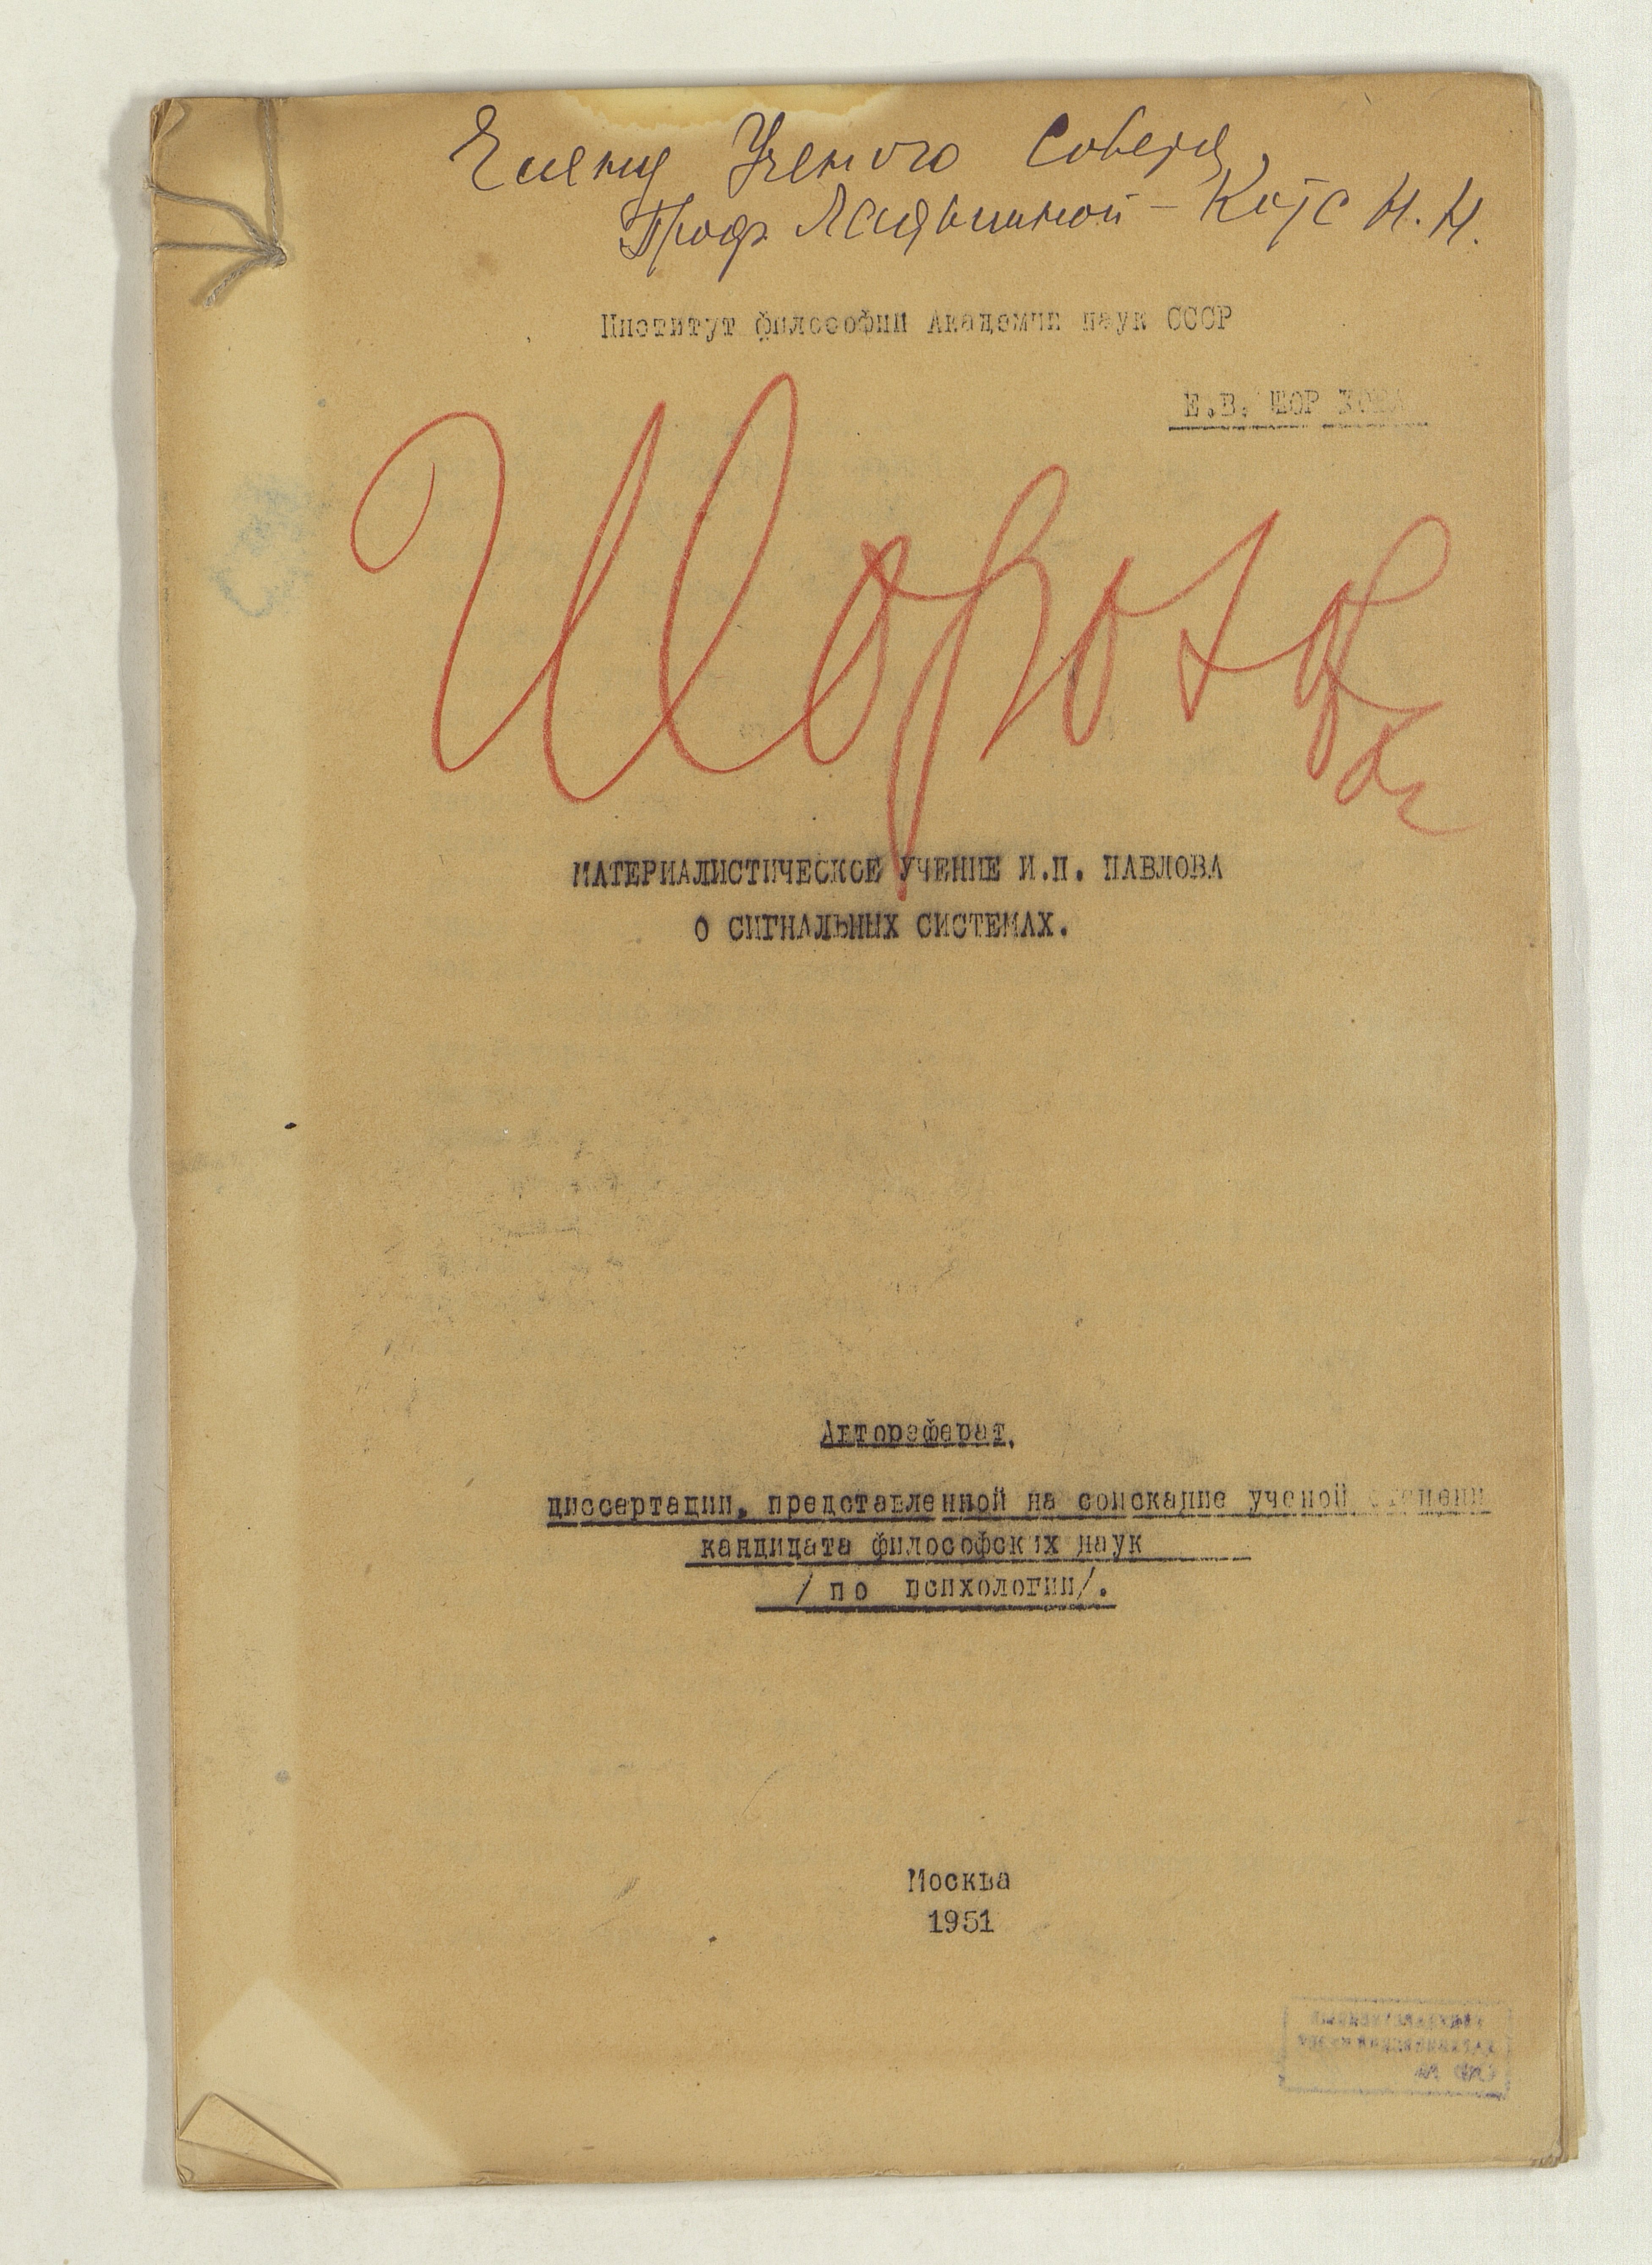 Члену Ученого Совета,
Проф. Ладыгиной - Котс Н. Н.
Институт философии Академии наук СССР
Е.В. ШОРОХОВА
Шорохова
МАТЕРИАЛИСТИЧЕСКОЕ УЧЕНИЕ И.П. ПАВЛОВА
О СИГНАЛЬНЫХ СИСТЕМАХ.
Автореферат,
диссертации, представленной на соискание ученой степени
кандидата философских наук
/ по психологии/.
Москва
1951